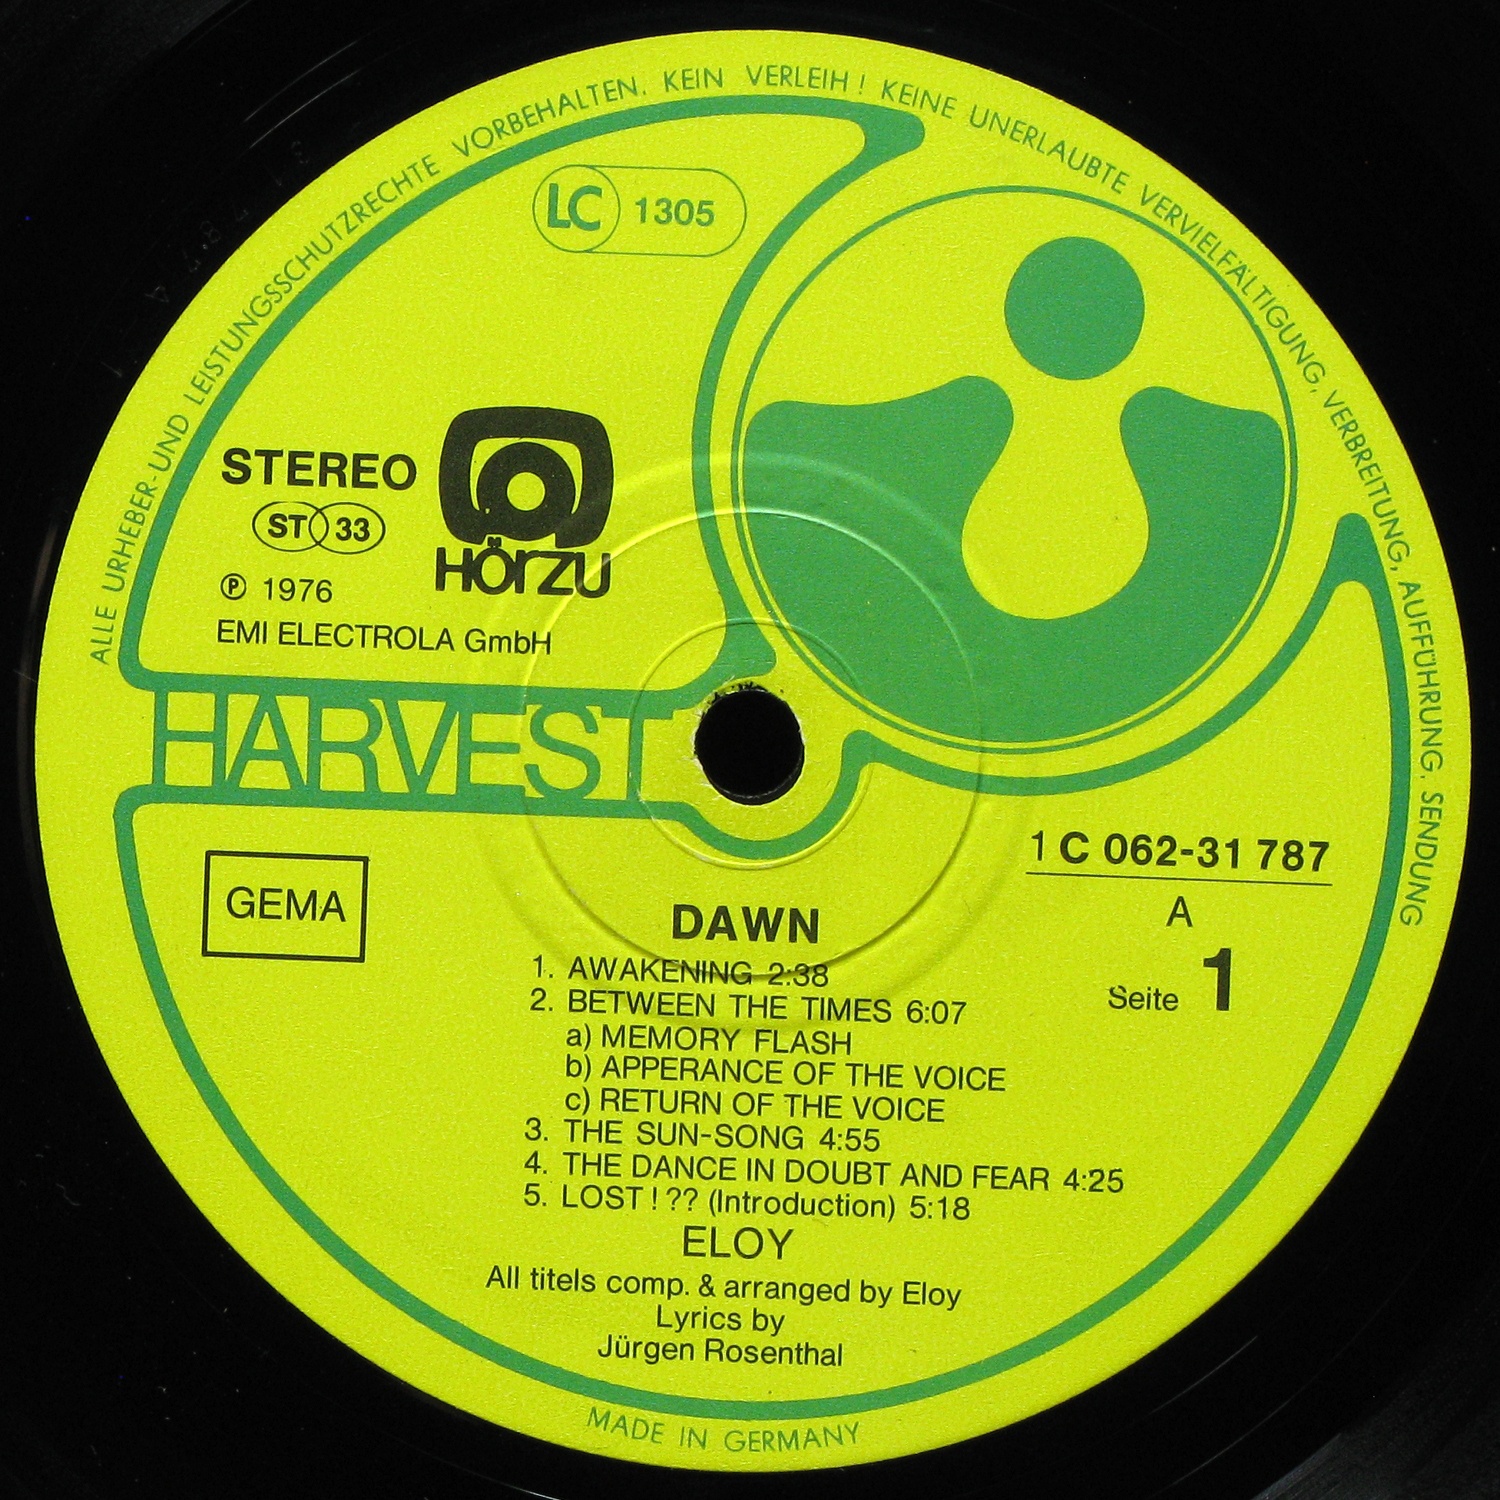 ALLE URHEBER- UND LEISTUNGSSCHUTZRECHTE VORBEHALTEN. KEIN VERLEIH! KEINE UNERLAUBTE VERVIELFÄLTIGUNG, VERBREITUNG, AUFFÜHRUNG, SENDUNG
LC 1305
STEREO
ST 33
HÖRZU
℗ 1976
EMI ELECTROLA GmbH
HARVEST
GEMA
1 C 062-31 787
A
Seite 1
DAWN
1. AWAKENING 2:38
2. BETWEEN THE TIMES 6:07
a) MEMORY FLASH
b) APPERANCE OF THE VOICE
c) RETURN OF THE VOICE
3. THE SUN-SONG 4:55
4. THE DANCE IN DOUBT AND FEAR 4:25
5. LOST!?? (Introduction) 5:18
ELOY
All titels comp. & arranged by Eloy
Lyrics by
Jürgen Rosenthal
MADE IN GERMANY